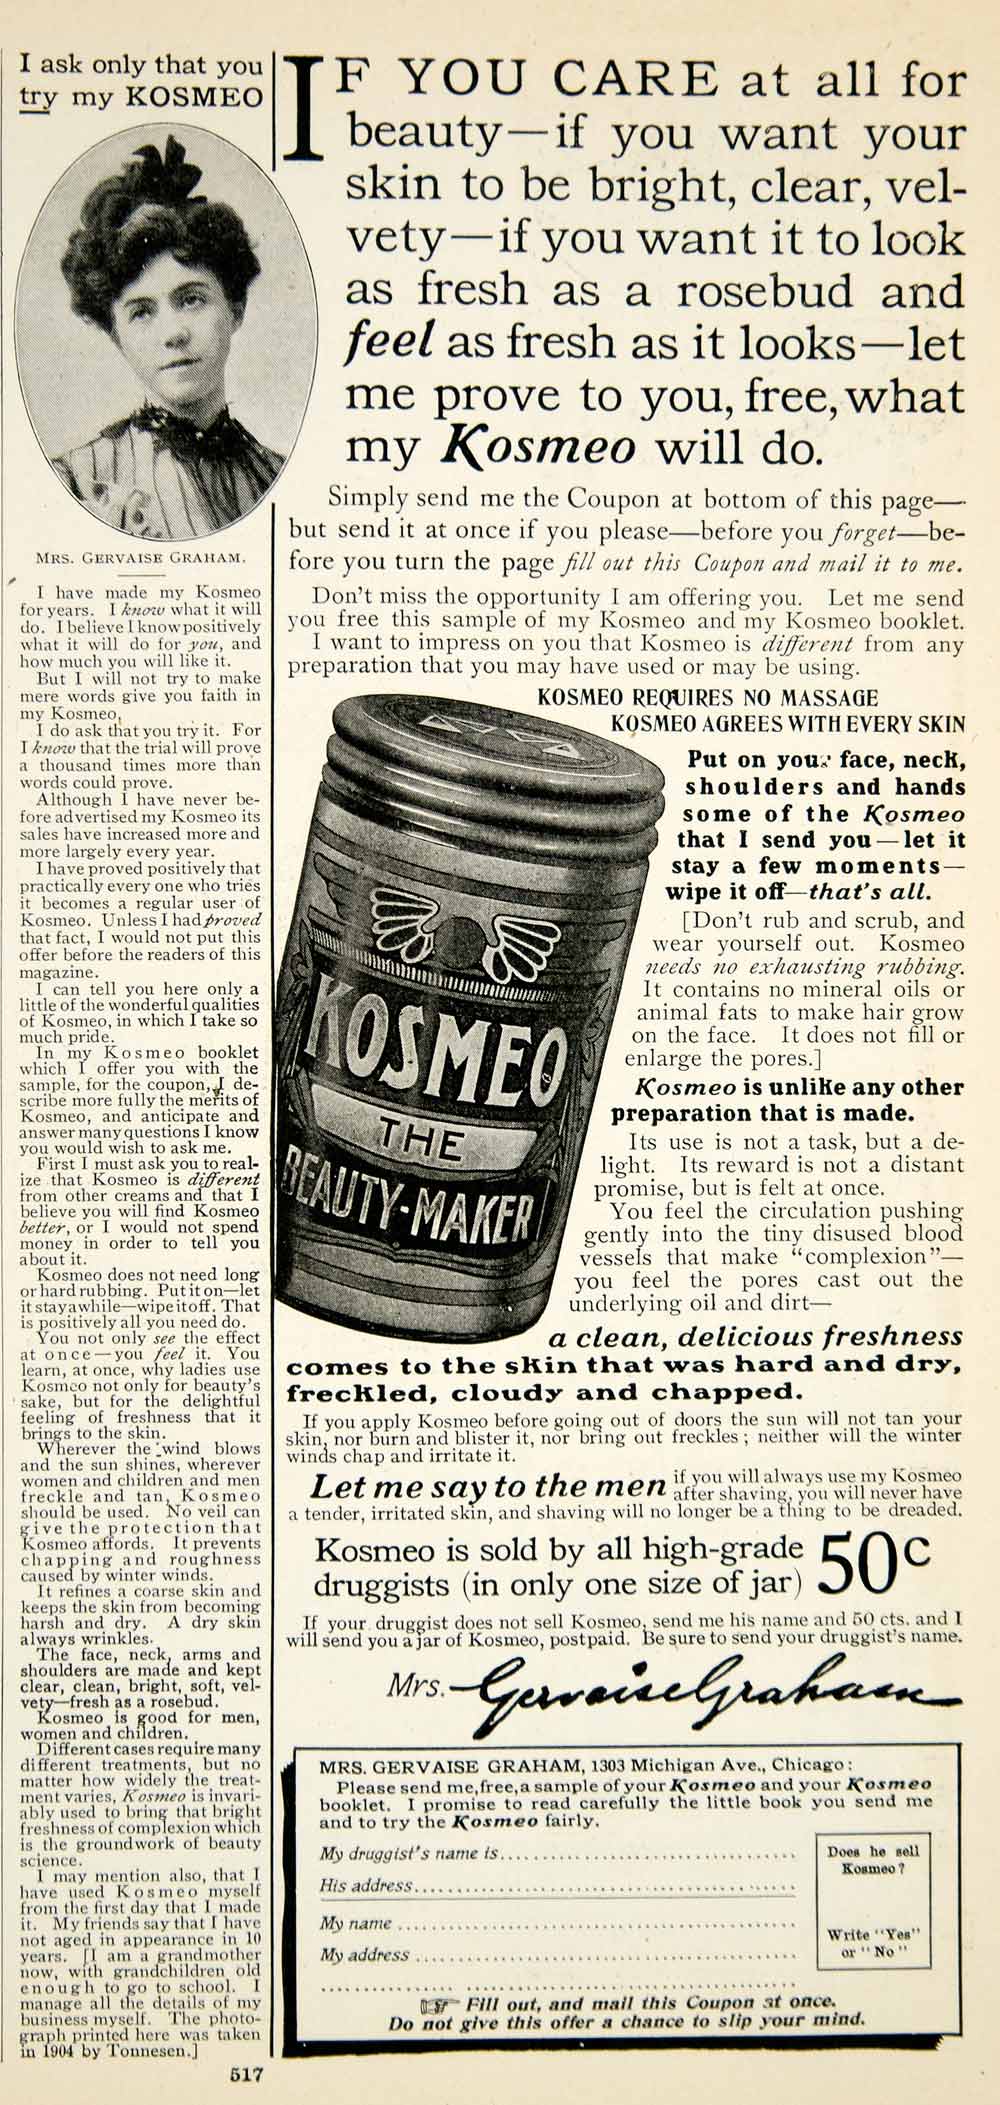 I ask only that you
try my KOSMEO
MRS. GERVAISE GRAHAM.
I have made my Kosmeo
for years. I know what it will
do. I believe I know positively
what it will do for you, and
how much you will like it.
But I will not try to make
mere words give you faith in
my Kosmeo,
I do ask that you try it. For
I know that the trial will prove
a thousand times more than
words could prove.
Although I have never be-
fore advertised my Kosmeo its
sales have increased more and
more largely every year.
I have proved positively that
practically every one who tries
it becomes a regular user of
Kosmeo. Unless I had proved
that fact, I would not put this
offer before the readers of this
magazine.
I can tell you here only a
little of the wonderful qualities
of Kosmeo, in which I take so
much pride.
In my Kosmeo booklet
which I offer you with the
sample, for the coupon, I de-
scribe more fully the merits of
Kosmeo, and anticipate and
answer many questions I know
you would wish to ask me.
First I must ask you to real-
ize that Kosmeo is different
from other creams and that I
believe you will find Kosmeo
better, or I would not spend
money in order to tell you
about it.
Kosmeo does not need long
or hard rubbing. Put it on—let
it stay awhile—wipe it off. That
is positively all you need do.
You not only see the effect
at once—you feel it. You
learn, at once, why ladies use
Kosmeo not only for beauty's
sake, but for the delightful
feeling of freshness that it
brings to the skin.
Wherever the wind blows
and the sun shines, wherever
women and children and men
freckle and tan, Kosmeo
should be used. No veil can
give the protection that
Kosmeo affords. It prevents
chapping and roughness
caused by winter winds.
It refines a coarse skin and
keeps the skin from becoming
harsh and dry. A dry skin
always wrinkles.
The face, neck, arms and
shoulders are made and kept
clear, clean, bright, soft, vel-
vety—fresh as a rosebud.
Kosmeo is good for men,
women and children.
Different cases require many
different treatments, but no
matter how widely the treat-
ment varies, Kosmeo is invari-
ably used to bring that bright
freshness of complexion which
is the groundwork of beauty
science.
I may mention also, that I
have used Kosmeo myself
from the first day that I made
it. My friends say that I have
not aged in appearance in 10
years. [I am a grandmother
now, with grandchildren old
enough to go to school. I
manage all the details of my
business myself. The photo-
graph printed here was taken
in 1904 by Tonnesen.]
517
IF YOU CARE at all for
beauty—if you want your
skin to be bright, clear, vel-
vety—if you want it to look
as fresh as a rosebud and
feel as fresh as it looks—let
me prove to you, free, what
my Kosmeo will do.
Simply send me the Coupon at bottom of this page—
but send it at once if you please—before you forget—be-
fore you turn the page fill out this Coupon and mail it to me.
Don't miss the opportunity I am offering you. Let me send
you free this sample of my Kosmeo and my Kosmeo booklet.
I want to impress on you that Kosmeo is different from any
preparation that you may have used or may be using.
KOSMEO REQUIRES NO MASSAGE
KOSMEO AGREES WITH EVERY SKIN
Put on your face, neck,
shoulders and hands
some of the Kosmeo
that I send you—let it
stay a few moments—
wipe it off—that's all.
[Don't rub and scrub, and
wear yourself out. Kosmeo
needs no exhausting rubbing.
It contains no mineral oils or
animal fats to make hair grow
on the face. It does not fill or
enlarge the pores.]
Kosmeo is unlike any other
preparation that is made.
Its use is not a task, but a de-
light. Its reward is not a distant
promise, but is felt at once.
You feel the circulation pushing
gently into the tiny disused blood
vessels that make "complexion"—
you feel the pores cast out the
underlying oil and dirt—
a clean, delicious freshness
comes to the skin that was hard and dry,
freckled, cloudy and chapped.
KOSMEO
THE
BEAUTY-MAKER
If you apply Kosmeo before going out of doors the sun will not tan your
skin, nor burn and blister it, nor bring out freckles; neither will the winter
winds chap and irritate it.
Let me say to the men if you will always use my Kosmeo
after shaving, you will never have
a tender, irritated skin, and shaving will no longer be a thing to be dreaded.
Kosmeo is sold by all high-grade
druggists (in only one size of jar) 50c
If your druggist does not sell Kosmeo, send me his name and 50 cts. and I
will send you a jar of Kosmeo, postpaid. Be sure to send your druggist's name.
Mrs. Gervaise Graham
MRS. GERVAISE GRAHAM, 1303 Michigan Ave., Chicago:
Please send me, free, a sample of your Kosmeo and your Kosmeo
booklet. I promise to read carefully the little book you send me
and to try the Kosmeo fairly.
My druggist's name is
His address
My name
My address
Does he sell
Kosmeo?
Write "Yes"
or "No"
Fill out, and mail this Coupon at once.
Do not give this offer a chance to slip your mind.